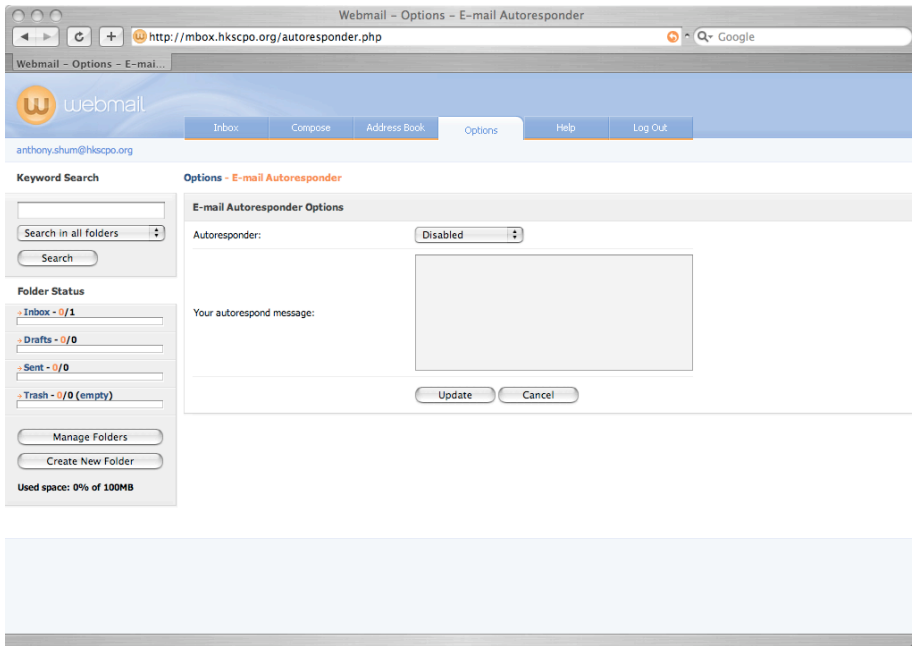 Webmail – Options – E-mail Autoresponder
http://mbox.hkscpo.org/autoresponder.php
Google
Webmail – Options – E-mai...
webmail
Inbox
Compose
Address Book
Options
Help
Log Out
anthony.shum@hkscpo.org
Keyword Search
Search in all folders
Search
Folder Status
Inbox - 0/1
Drafts - 0/0
Sent - 0/0
Trash - 0/0 (empty)
Manage Folders
Create New Folder
Used space: 0% of 100MB
Options - E-mail Autoresponder
E-mail Autoresponder Options
Autoresponder:
Disabled
Your autorespond message:
Update
Cancel